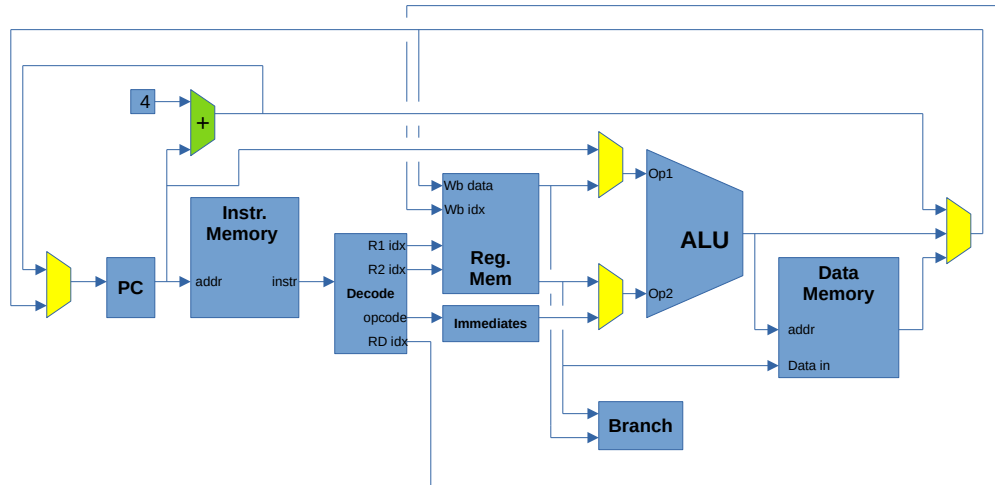 4
+
Instr.
Memory
addr
instr
PC
R1 idx
R2 idx
Decode
opcode
RD idx
Wb data
Wb idx
Reg.
Mem
Immediates
Op1
ALU
Op2
Data
Memory
addr
Data in
Branch